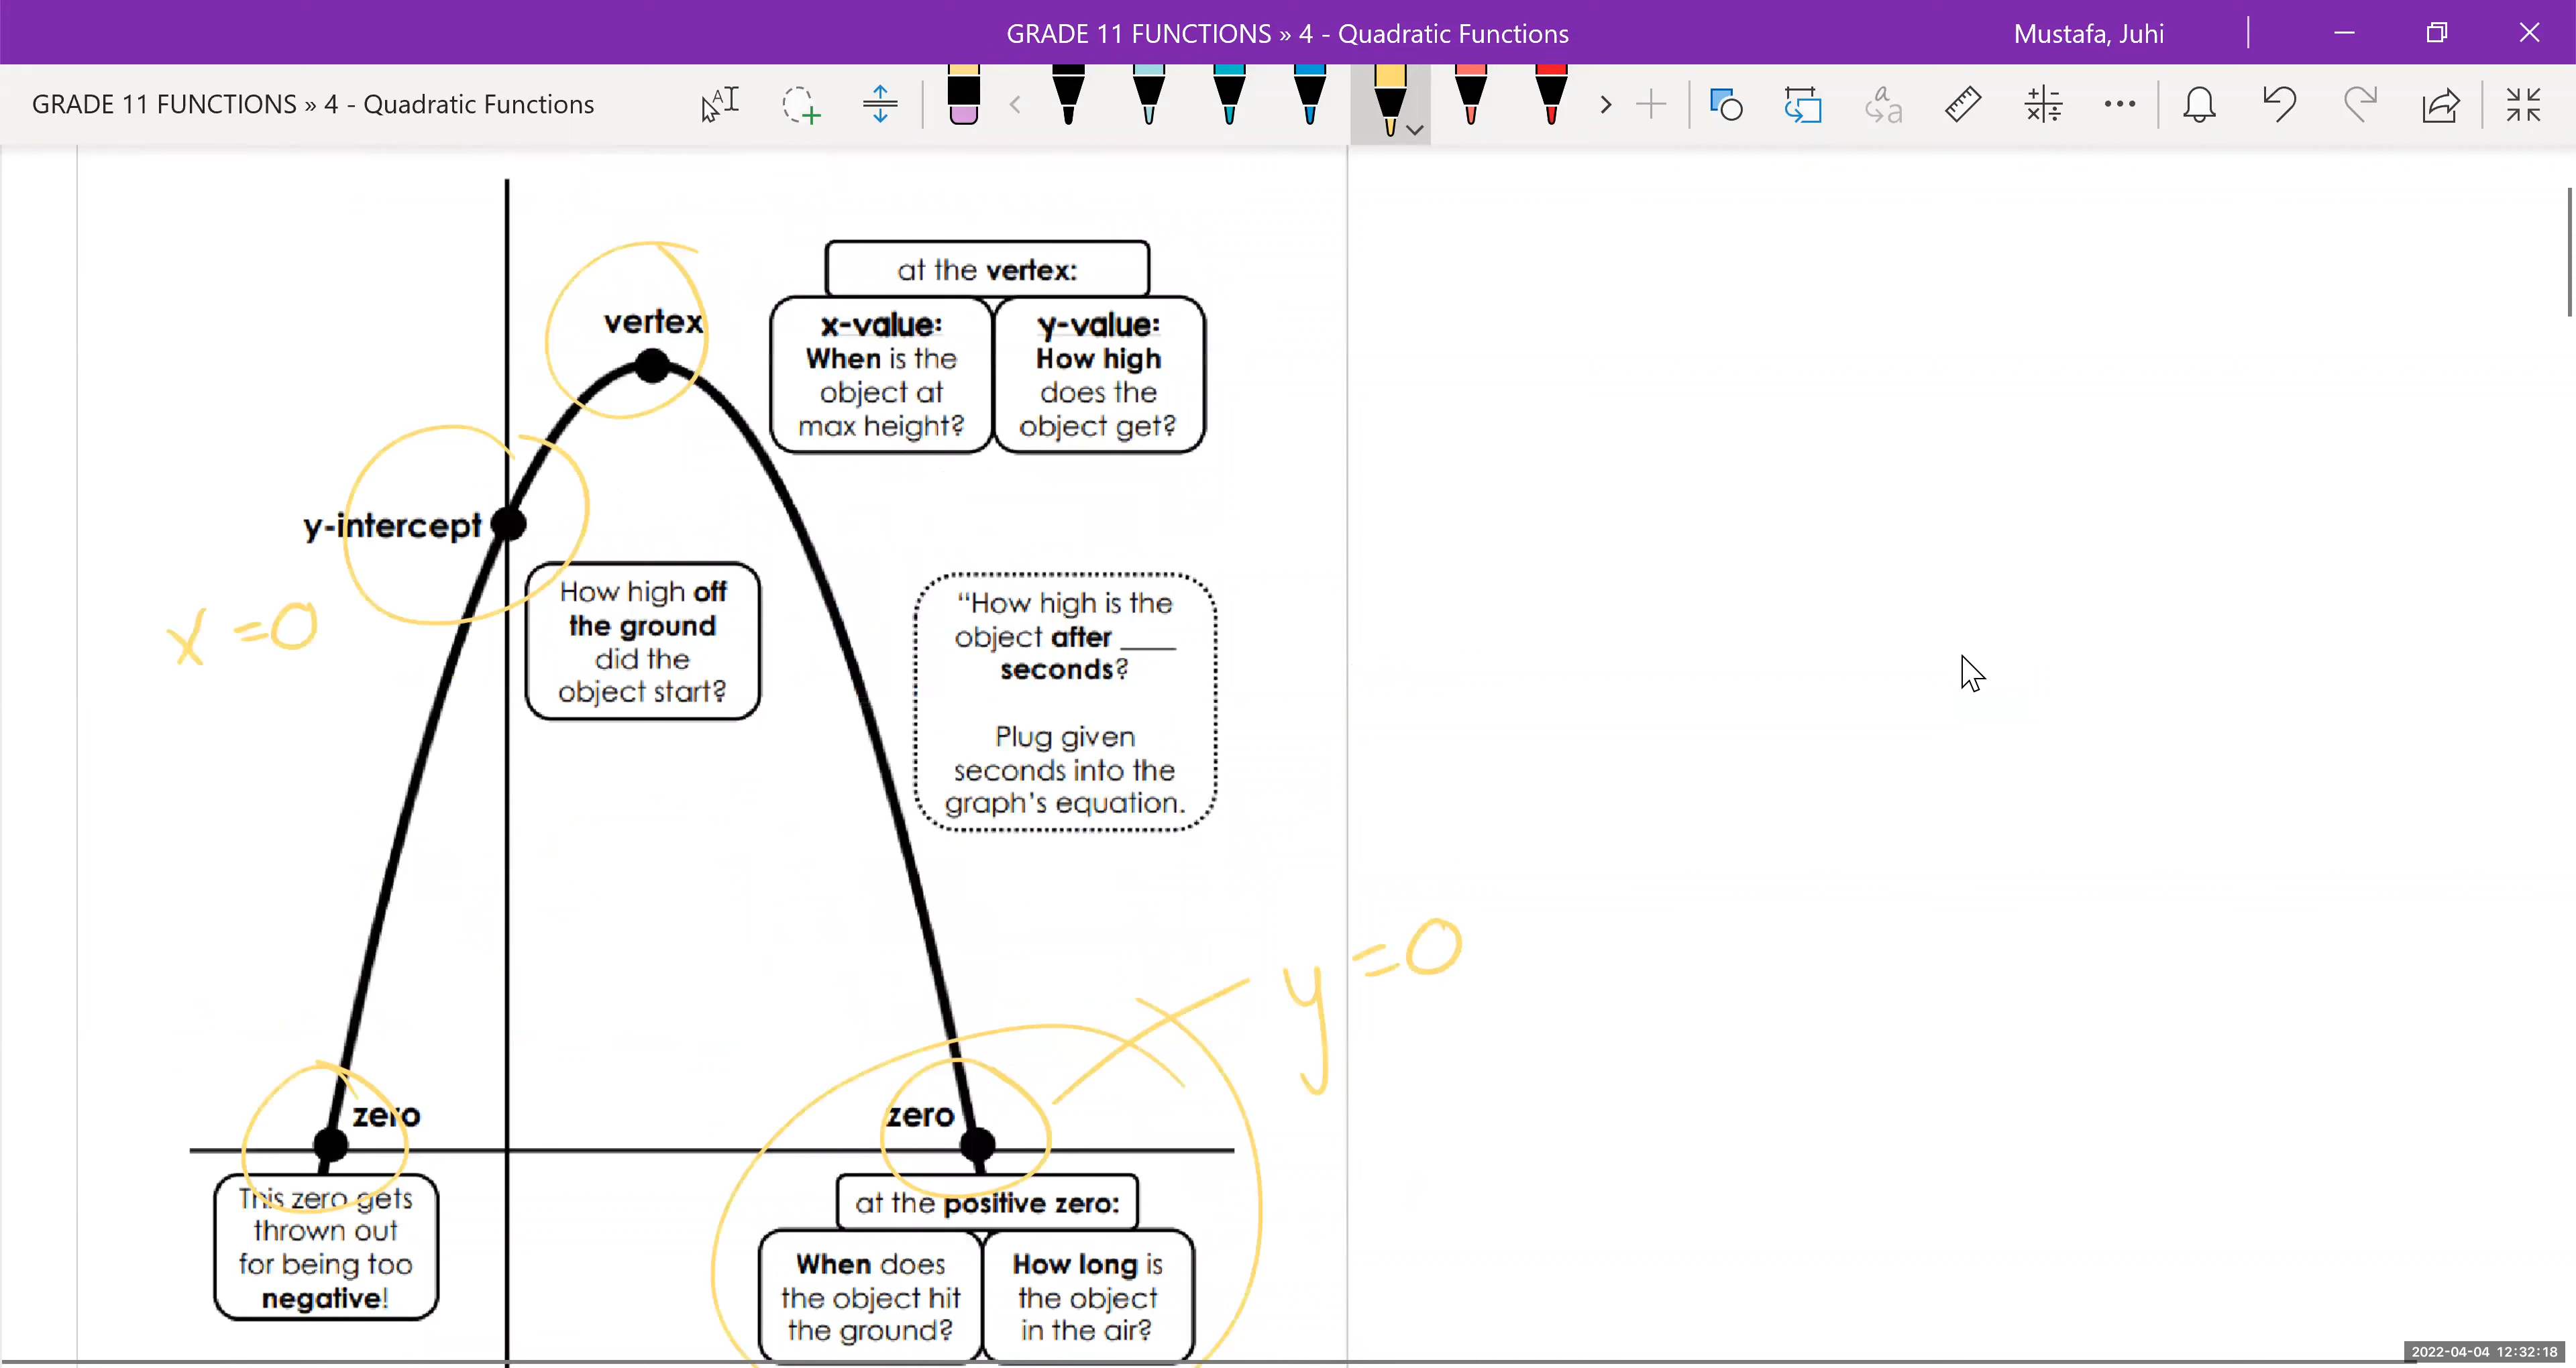 GRADE 11 FUNCTIONS » 4 - Quadratic Functions
Mustafa, Juhi
GRADE 11 FUNCTIONS » 4 - Quadratic Functions
at the vertex:
vertex
x-value:
When is the
object at
max height?
y-value:
How high
does the
object get?
y-intercept
x=0
How high off
the ground
did the
object start?
"How high is the
object after ____
seconds?
Plug given
seconds into the
graph's equation.
y=0
zero
zero
This zero gets
thrown out
for being too
negative!
at the positive zero:
When does
the object hit
the ground?
How long is
the object
in the air?
2022-04-04 12:32:18